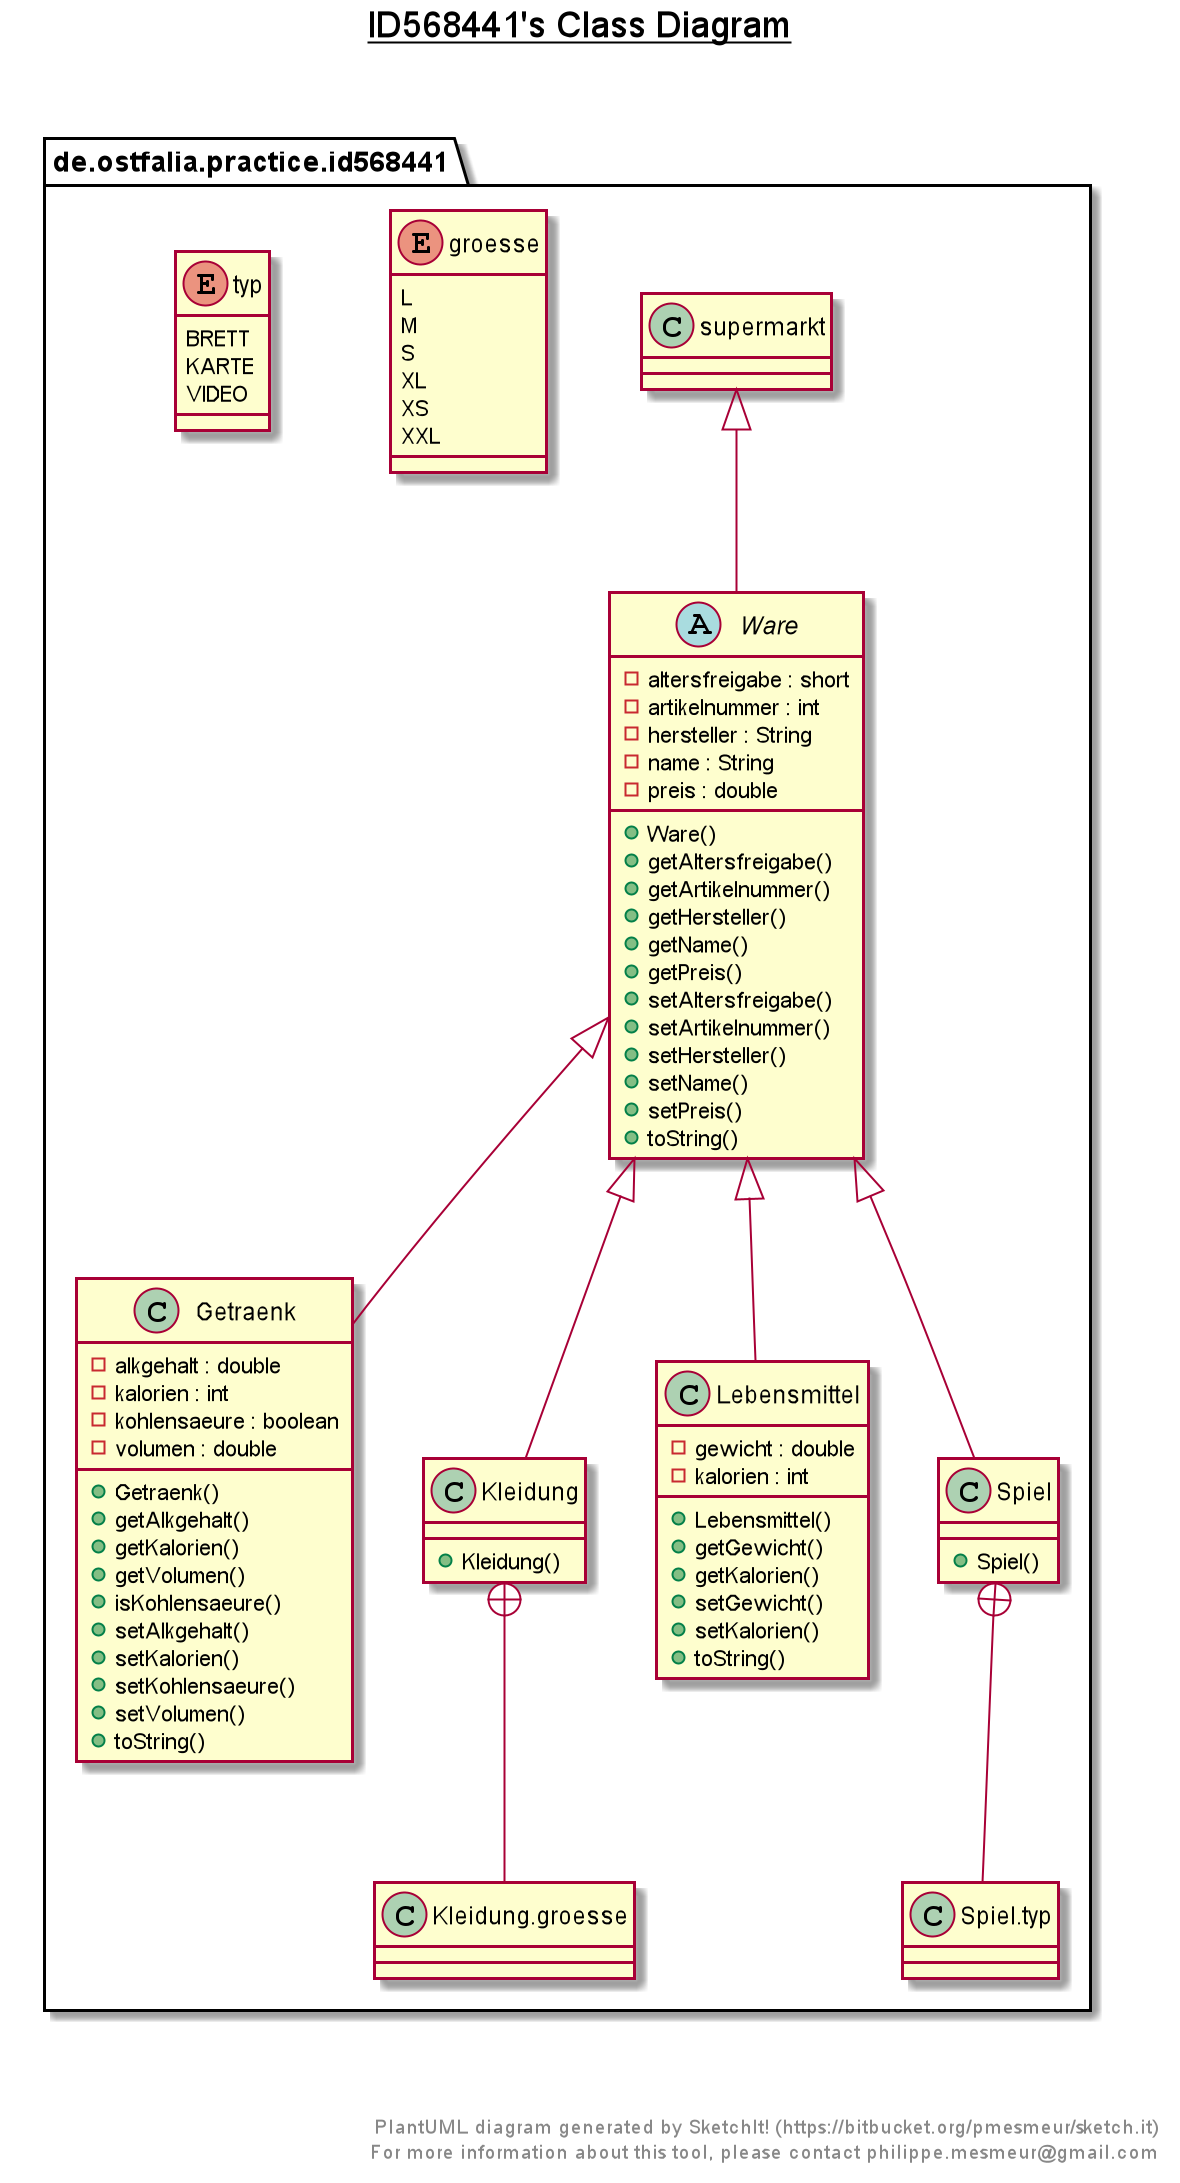 ID568441's Class Diagram
de.ostfalia.practice.id568441
E typ
BRETT
KARTE
VIDEO
E groesse
L
M
S
XL
XS
XXL
C supermarkt
A Ware
altersfreigabe : short
artikelnummer : int
hersteller : String
name : String
preis : double
Ware()
getAltersfreigabe()
getArtikelnummer()
getHersteller()
getName()
getPreis()
setAltersfreigabe()
setArtikelnummer()
setHersteller()
setName()
setPreis()
toString()
C Getraenk
alkgehalt : double
kalorien : int
kohlensaeure : boolean
volumen : double
Getraenk()
getAlkgehalt()
getKalorien()
getVolumen()
isKohlensaeure()
setAlkgehalt()
setKalorien()
setKohlensaeure()
setVolumen()
toString()
C Kleidung
Kleidung()
C Lebensmittel
gewicht : double
kalorien : int
Lebensmittel()
getGewicht()
getKalorien()
setGewicht()
setKalorien()
toString()
C Spiel
Spiel()
C Kleidung.groesse
C Spiel.typ
PlantUML diagram generated by SketchIt! (https://bitbucket.org/pmesmeur/sketch.it)
For more information about this tool, please contact philippe.mesmeur@gmail.com